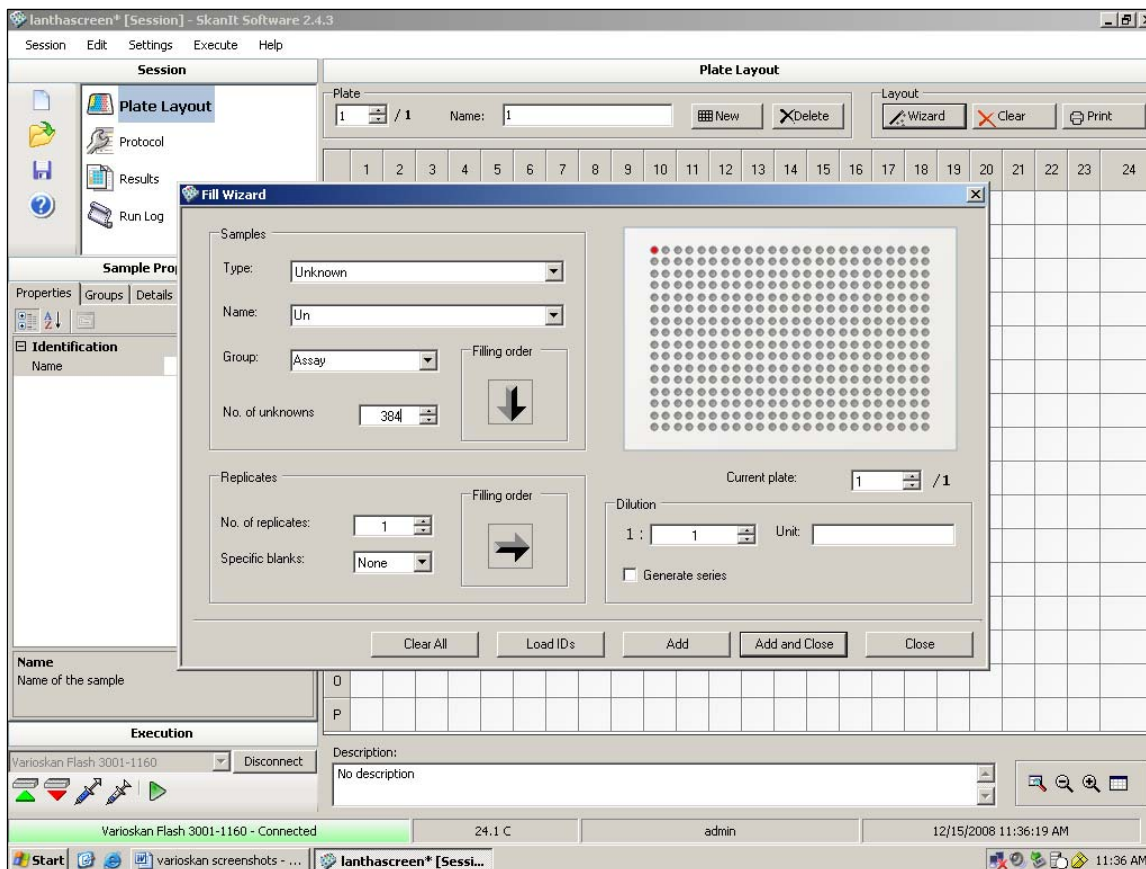 lanthascreen* [Session] - SkanIt Software 2.4.3
Session Edit Settings Execute Help
Session
Plate Layout
Protocol
Results
Run Log
Plate Layout
Plate
1 / 1 Name: 1 New Delete
Layout
Wizard Clear Print
1 2 3 4 5 6 7 8 9 10 11 12 13 14 15 16 17 18 19 20 21 22 23 24
Sample Prop
Properties Groups Details
Identification
Name
Fill Wizard
Samples
Type: Unknown
Name: Un
Group: Assay
Filling order
No. of unknowns 384
Replicates
No. of replicates: 1
Specific blanks: None
Filling order
Current plate: 1 /1
Dilution
1 : 1 Unit:
Generate series
Clear All Load IDs Add Add and Close Close
O
P
Name
Name of the sample
Execution
Varioskan Flash 3001-1160 Disconnect
Description:
No description
Varioskan Flash 3001-1160 - Connected 24.1 C admin 12/15/2008 11:36:19 AM
Start varioskan screenshots - ... lanthascreen* [Sessi... 11:36 AM